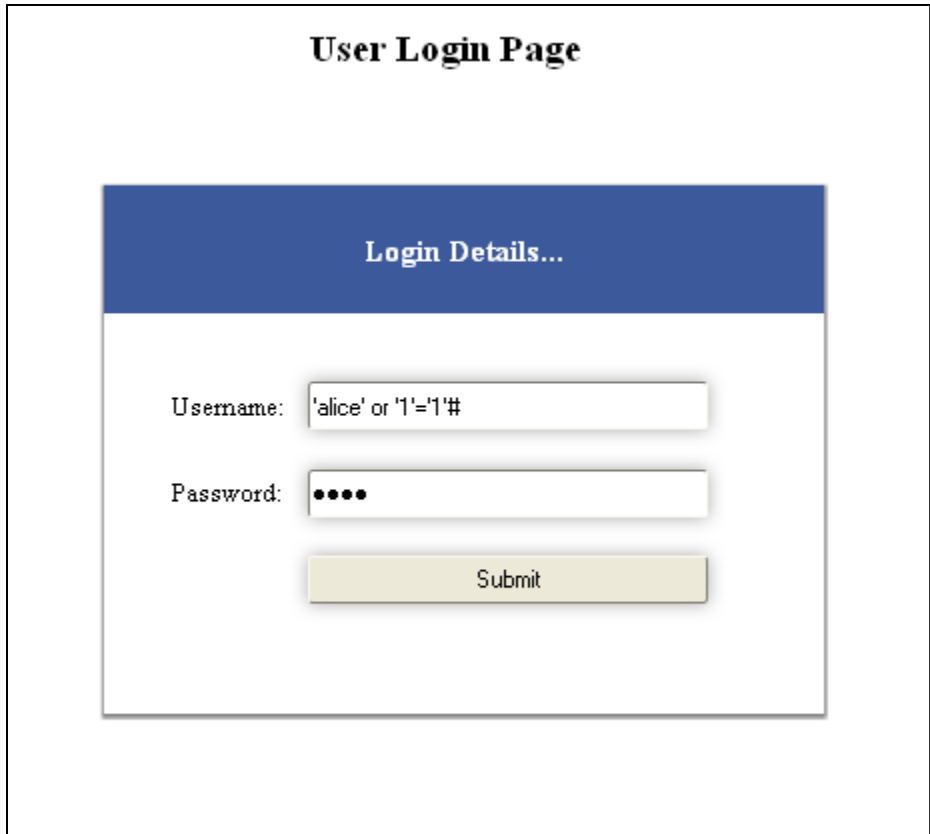 User Login Page
Login Details...
Username: 'alice' or '1'='1'#
Password: ••••
Submit